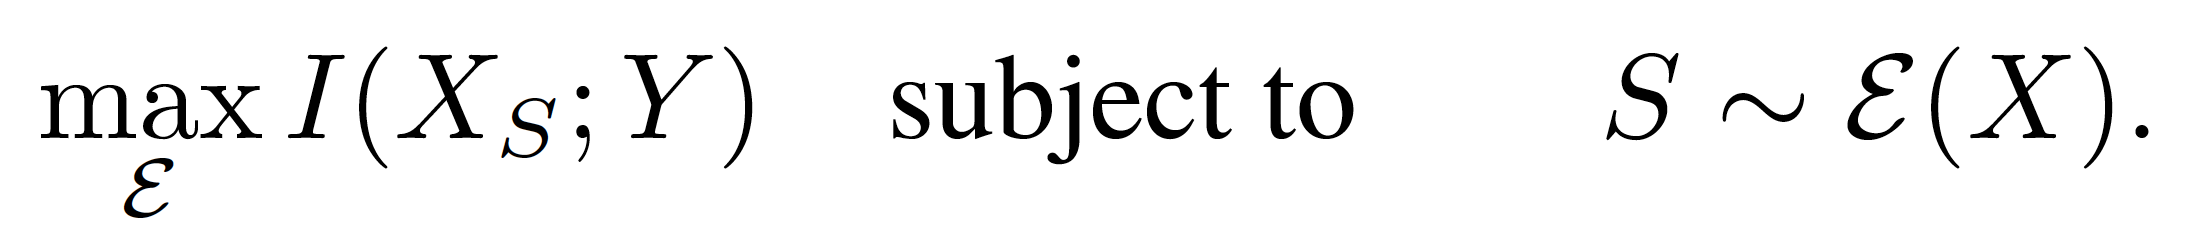 max_ℰ I(X_S; Y) subject to S ∼ ℰ(X).